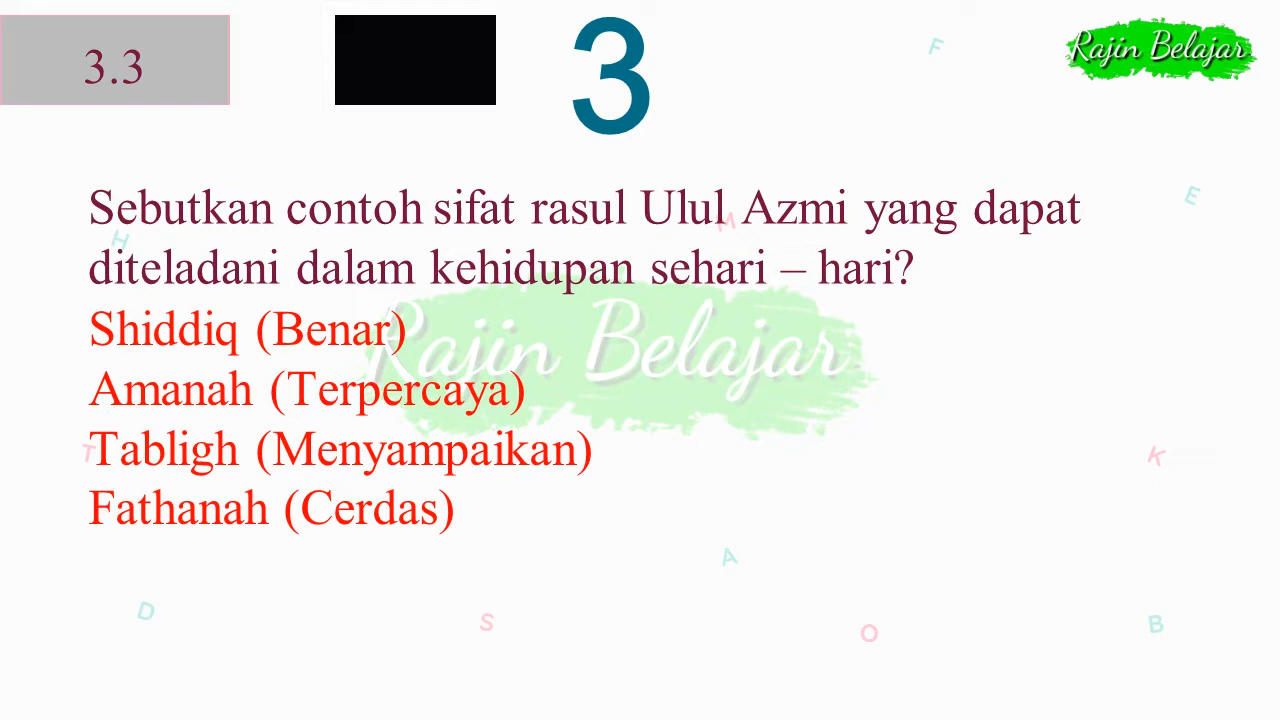 3.3
3
Rajin Belajar
F
E
Sebutkan contoh sifat rasul Ulul Azmi yang dapat
M
H
diteladani dalam kehidupan sehari – hari?
Shiddiq (Benar)
Rajin Belajar
Amanah (Terpercaya)
Tabligh (Menyampaikan)
T
K
Fathanah (Cerdas)
A
D
S
O
B